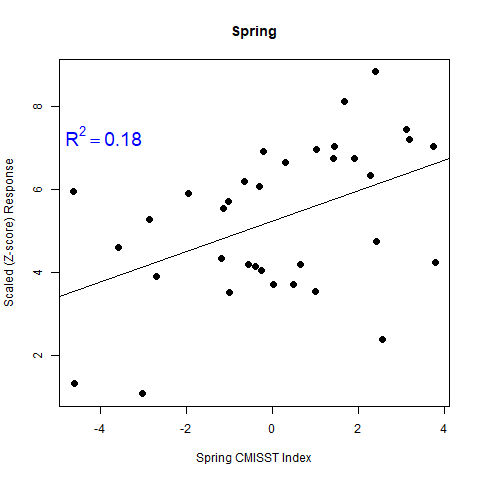 Spring
R² = 0.18
Scaled (Z-score) Response
8
6
4
2
-4 -2 0 2 4
Spring CMISST Index